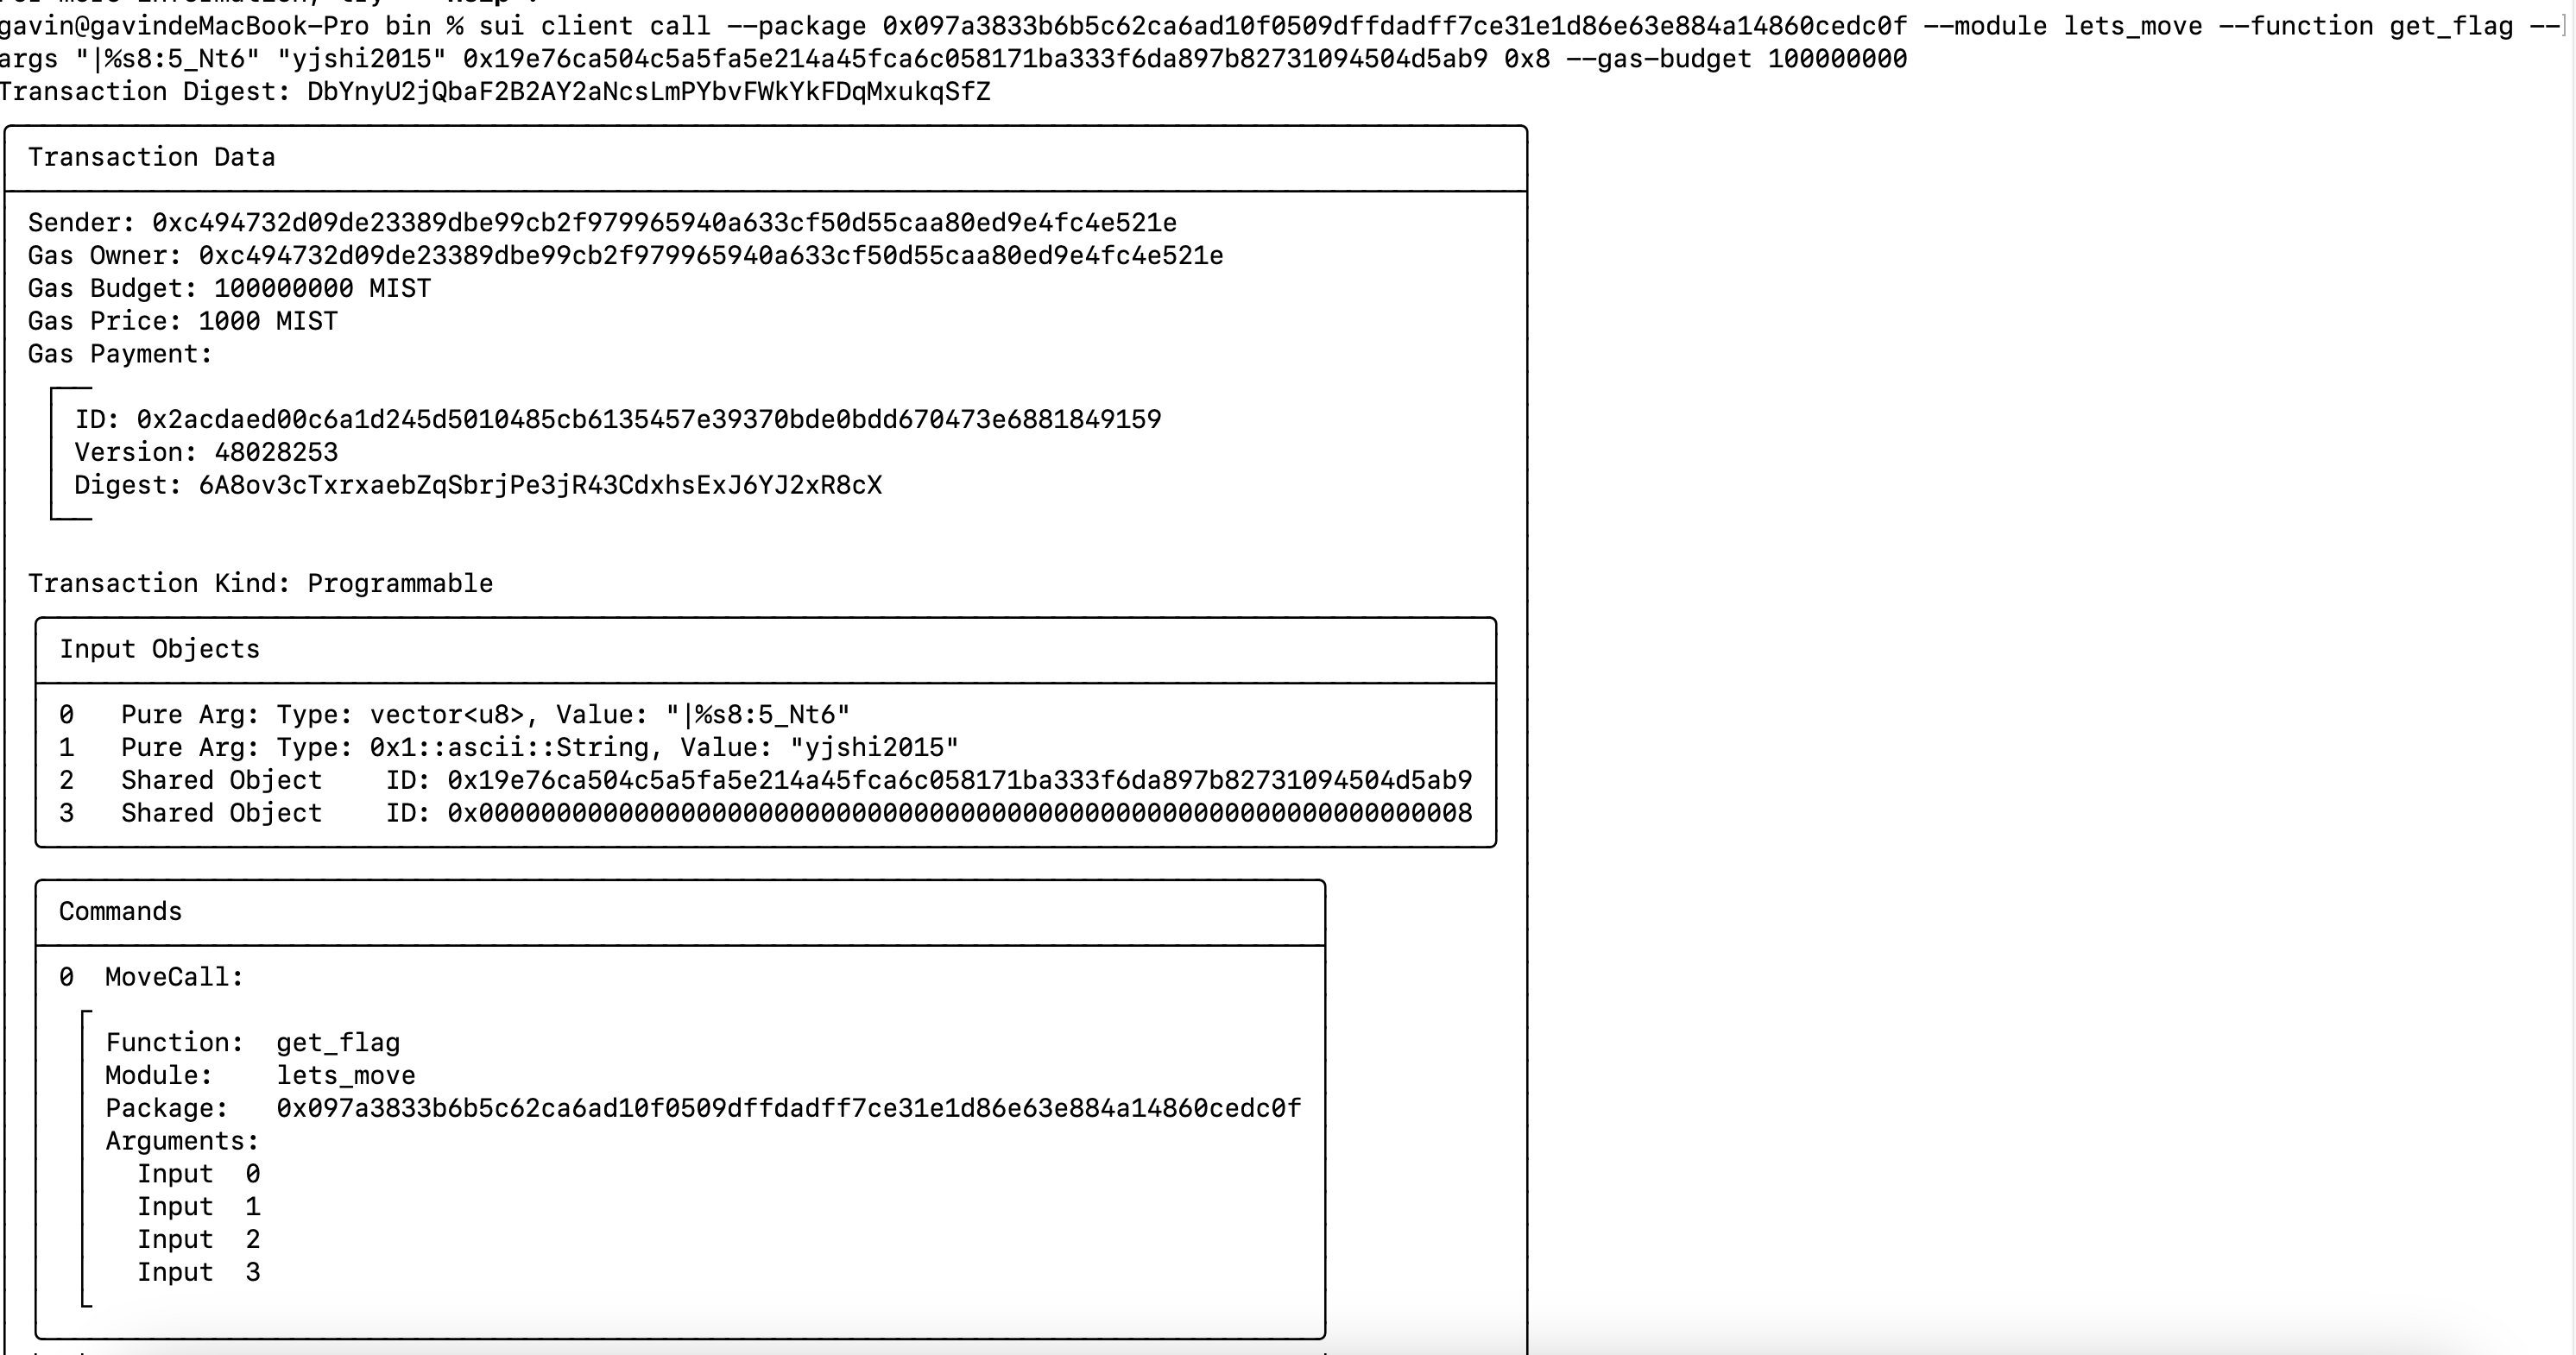 For more information, try '--help'.
gavin@gavindeMacBook-Pro bin % sui client call --package 0x097a3833b6b5c62ca6ad10f0509dffdadff7ce31e1d86e63e884a14860cedc0f --module lets_move --function get_flag --
args "|%s8:5_Nt6" "yjshi2015" 0x19e76ca504c5a5fa5e214a45fca6c058171ba333f6da897b82731094504d5ab9 0x8 --gas-budget 100000000
Transaction Digest: DbYnyU2jQbaF2B2AY2aNcsLmPYbvFWkYkFDqMxukqSfZ
Transaction Data
Sender: 0xc494732d09de23389dbe99cb2f979965940a633cf50d55caa80ed9e4fc4e521e
Gas Owner: 0xc494732d09de23389dbe99cb2f979965940a633cf50d55caa80ed9e4fc4e521e
Gas Budget: 100000000 MIST
Gas Price: 1000 MIST
Gas Payment:
ID: 0x2acdaed00c6a1d245d5010485cb6135457e39370bde0bdd670473e6881849159
Version: 48028253
Digest: 6A8ov3cTxrxaebZqSbrjPe3jR43CdxhsExJ6YJ2xR8cX
Transaction Kind: Programmable
Input Objects
0 Pure Arg: Type: vector<u8>, Value: "|%s8:5_Nt6"
1 Pure Arg: Type: 0x1::ascii::String, Value: "yjshi2015"
2 Shared Object ID: 0x19e76ca504c5a5fa5e214a45fca6c058171ba333f6da897b82731094504d5ab9
3 Shared Object ID: 0x0000000000000000000000000000000000000000000000000000000000000008
Commands
0 MoveCall:
Function: get_flag
Module: lets_move
Package: 0x097a3833b6b5c62ca6ad10f0509dffdadff7ce31e1d86e63e884a14860cedc0f
Arguments:
Input 0
Input 1
Input 2
Input 3